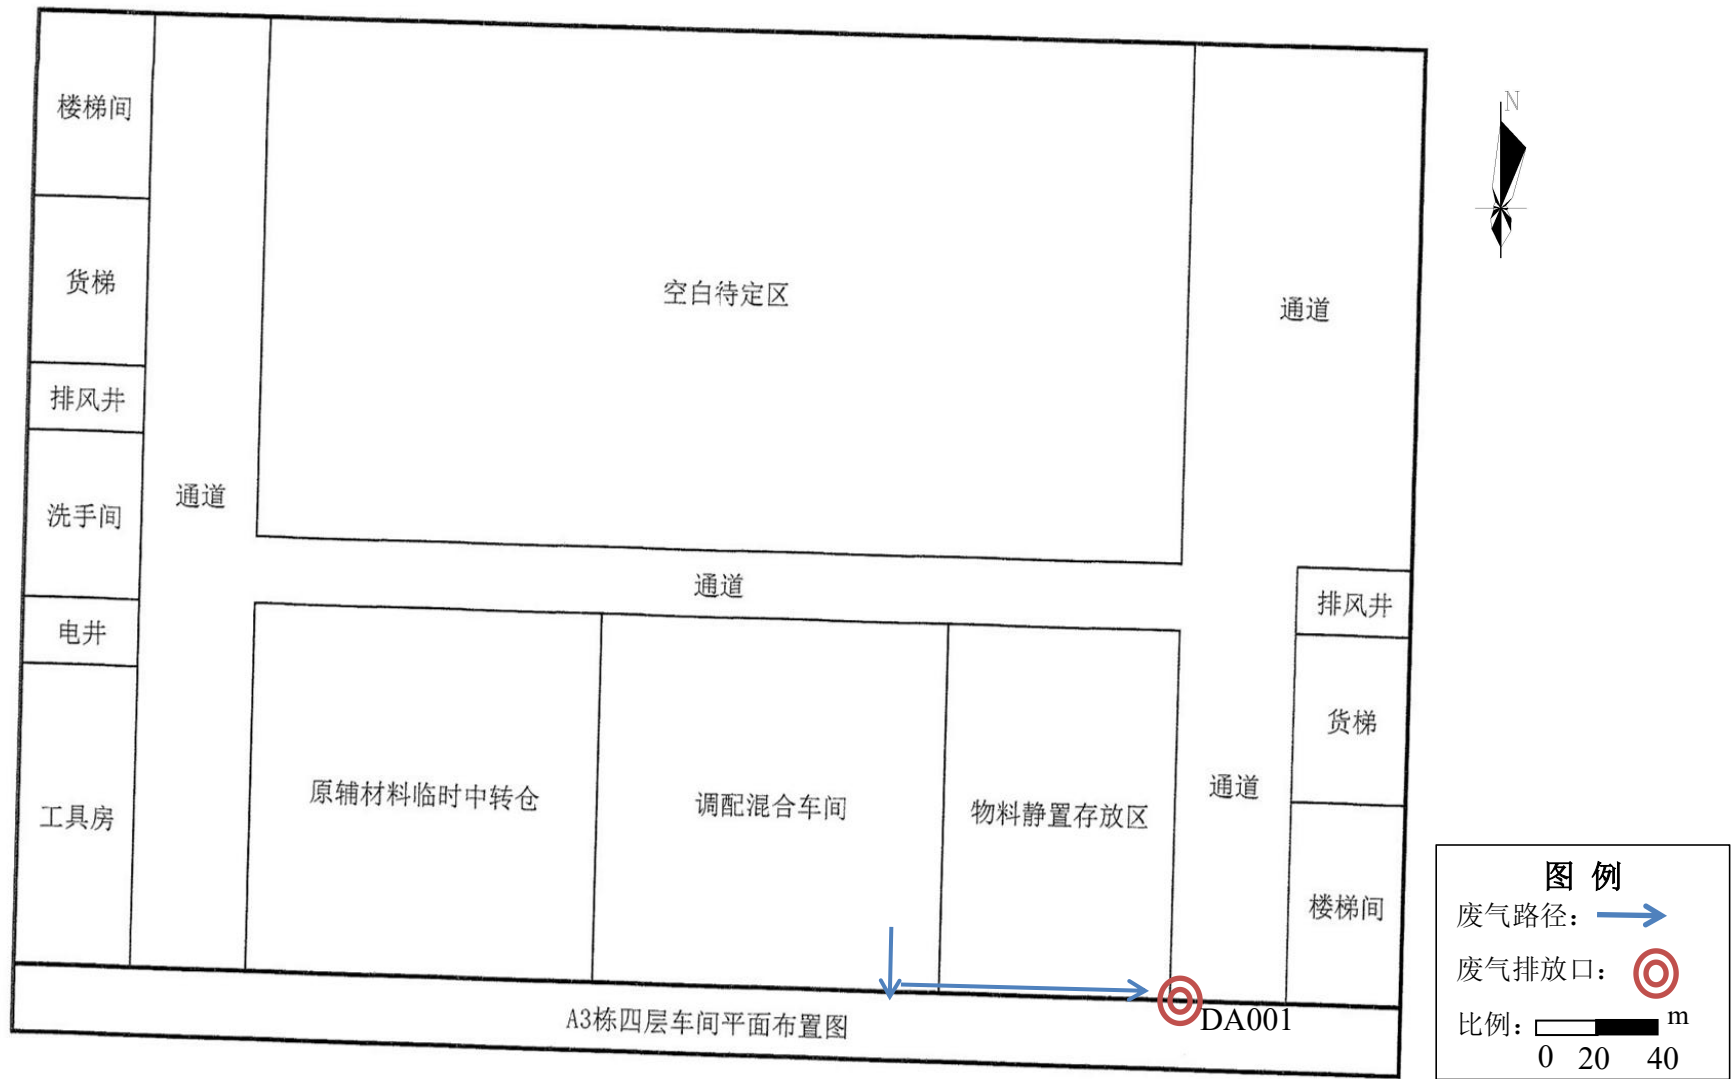 楼梯间
货梯
排风井
洗手间
电井
工具房
通道
空白待定区
通道
通道
原辅材料临时中转仓
调配混合车间
物料静置存放区
通道
排风井
货梯
楼梯间
A3栋四层车间平面布置图
DA001
N
图 例
废气路径：
废气排放口：
比例： m
0 20 40